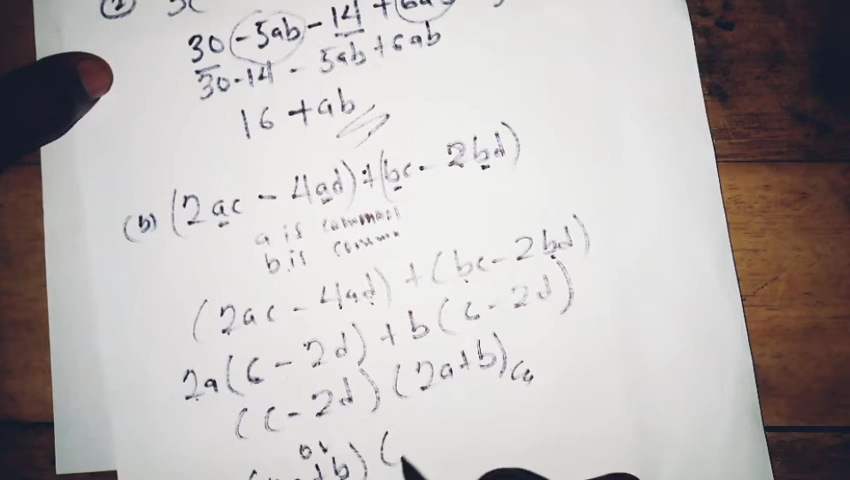 30 - 5ab - 14 + 6a
30 - 14 - 5ab + 6ab
16 + ab
(b) (2ac - 4ad) + (bc - 2bd)
a is common
b is common
(2ac - 4ad) + (bc - 2bd)
2a(c - 2d) + b(c - 2d)
(c - 2d) (2a + b)
or
b) (